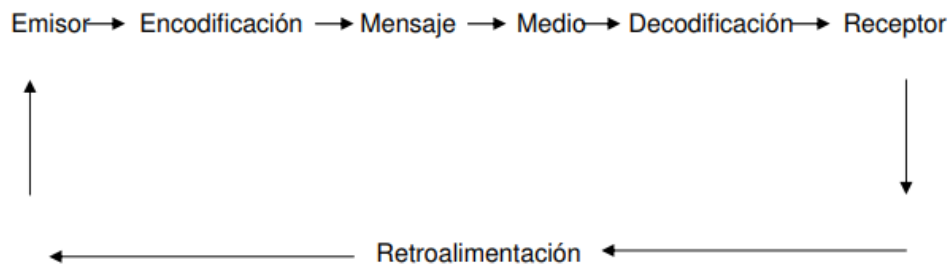 Emisor Encodificación Mensaje Medio Decodificación Receptor
Retroalimentación